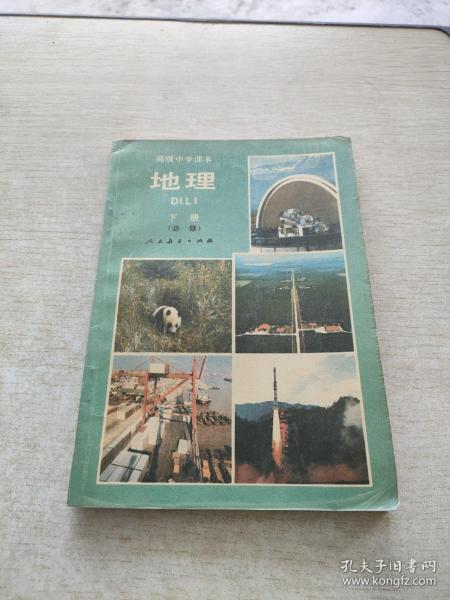 高级中学课本
地理
DILI
下册
(必修)
人民教育出版社
孔夫子旧书网
www.kongfz.com